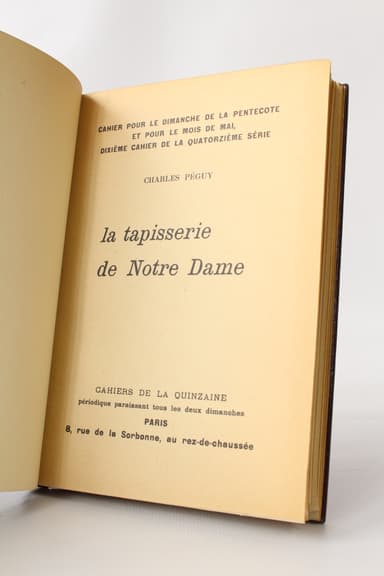 CAHIER POUR LE DIMANCHE DE LA PENTECOTE
ET POUR LE MOIS DE MAI,
DIXIÈME CAHIER DE LA QUATORZIÈME SÉRIE
CHARLES PÉGUY
la tapisserie
de Notre Dame
CAHIERS DE LA QUINZAINE
périodique paraissant tous les deux dimanches
PARIS
8, rue de la Sorbonne, au rez-de-chaussée